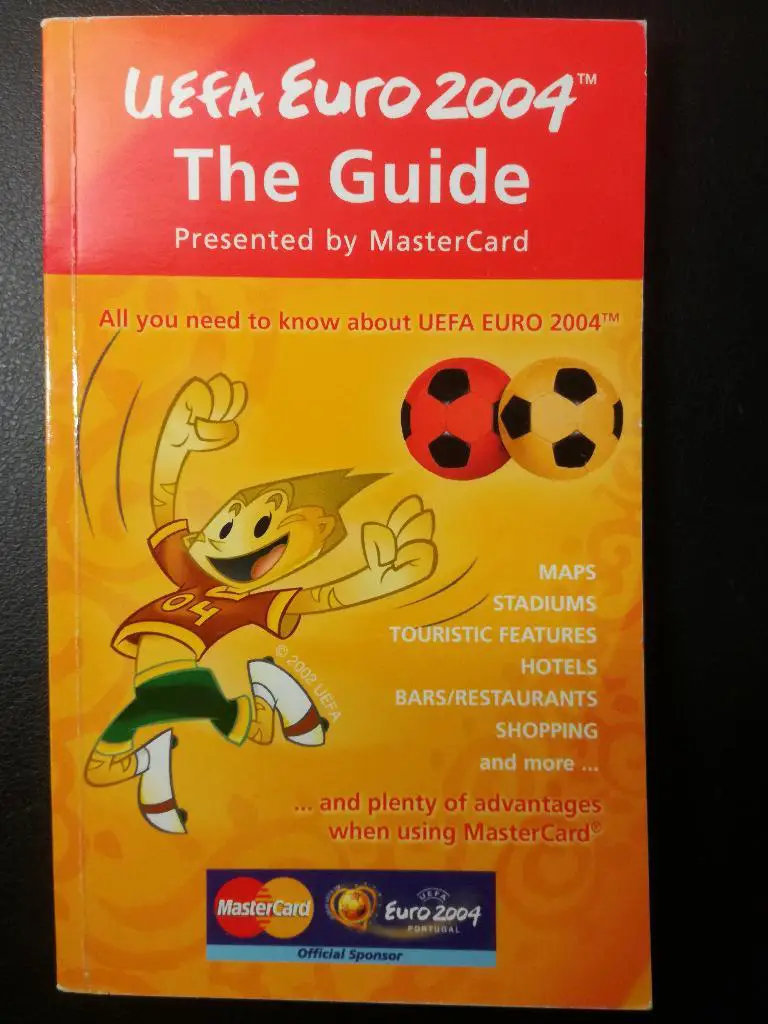 UEFA Euro 2004™
The Guide
Presented by MasterCard
All you need to know about UEFA EURO 2004™
04
© 2002 UEFA
MAPS
STADIUMS
TOURISTIC FEATURES
HOTELS
BARS/RESTAURANTS
SHOPPING
and more ...
... and plenty of advantages
when using MasterCard®
MasterCard
UEFA
Euro 2004
PORTUGAL
Official Sponsor